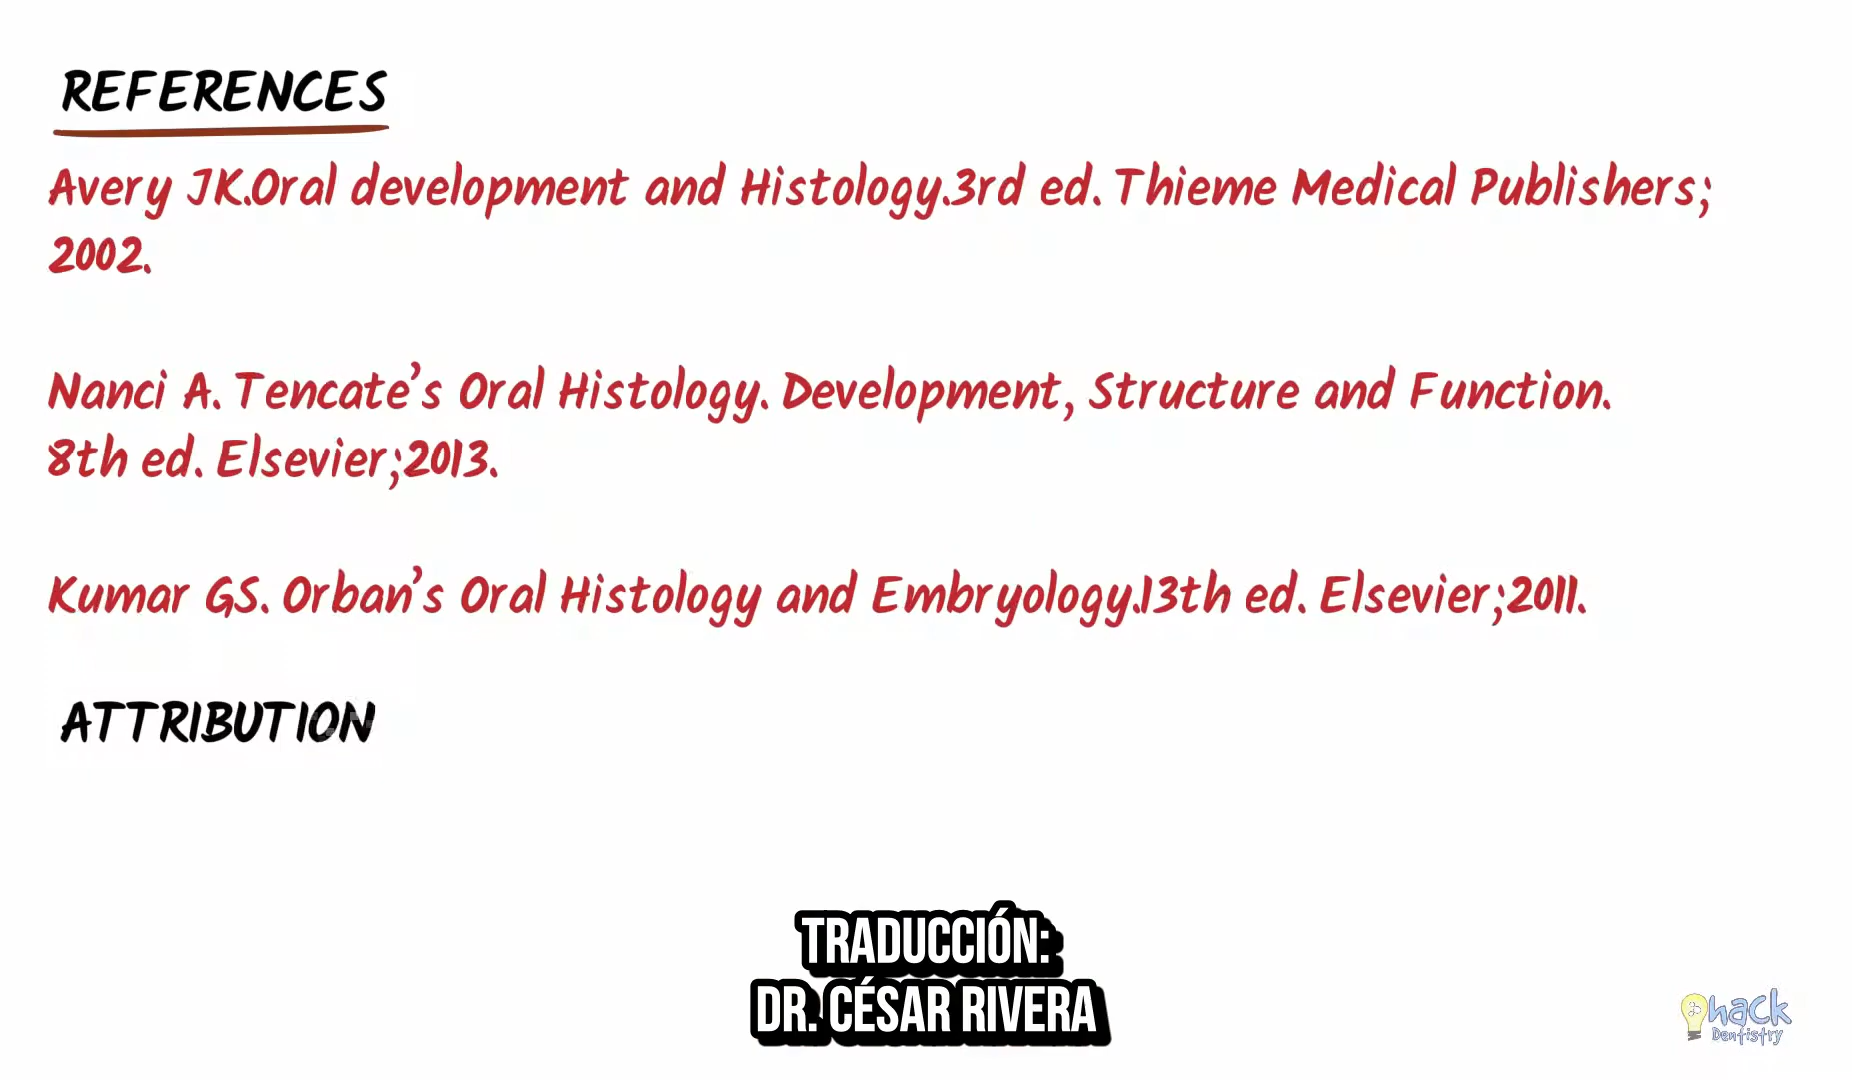 REFERENCES
Avery JK.Oral development and Histology.3rd ed. Thieme Medical Publishers;
2002.
Nanci A. Tencate's Oral Histology. Development, Structure and Function.
8th ed. Elsevier;2013.
Kumar GS. Orban's Oral Histology and Embryology.13th ed. Elsevier;2011.
ATTRIBUTION
TRADUCCIÓN:
DR. CÉSAR RIVERA
hack
Dentistry